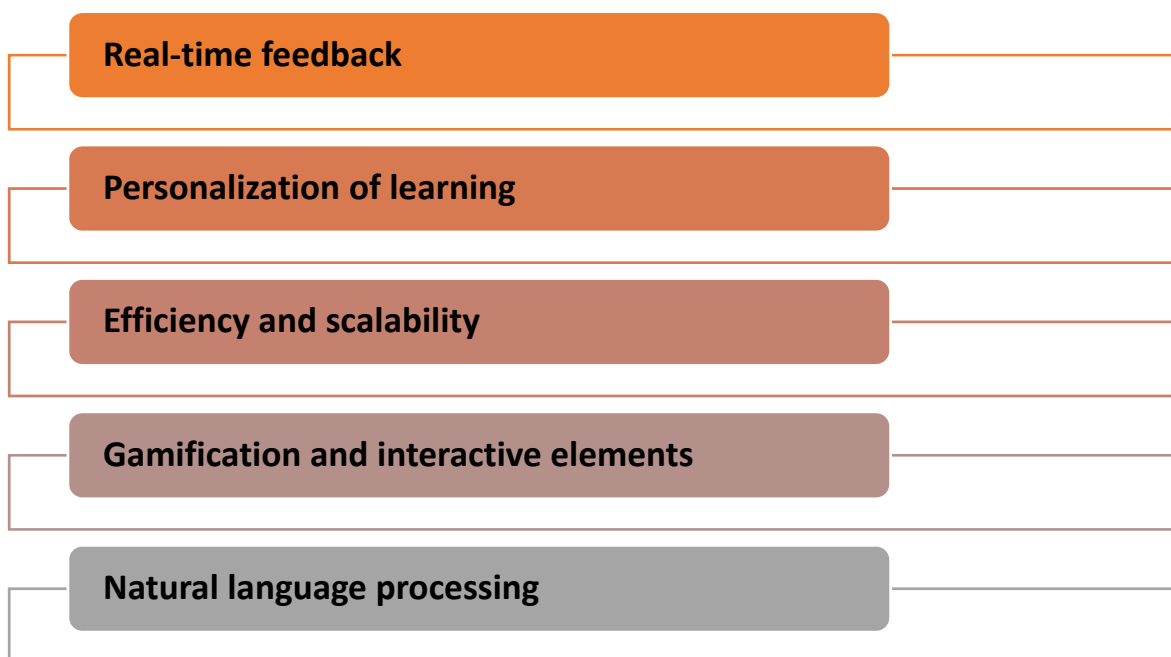 Real-time feedback
Personalization of learning
Efficiency and scalability
Gamification and interactive elements
Natural language processing